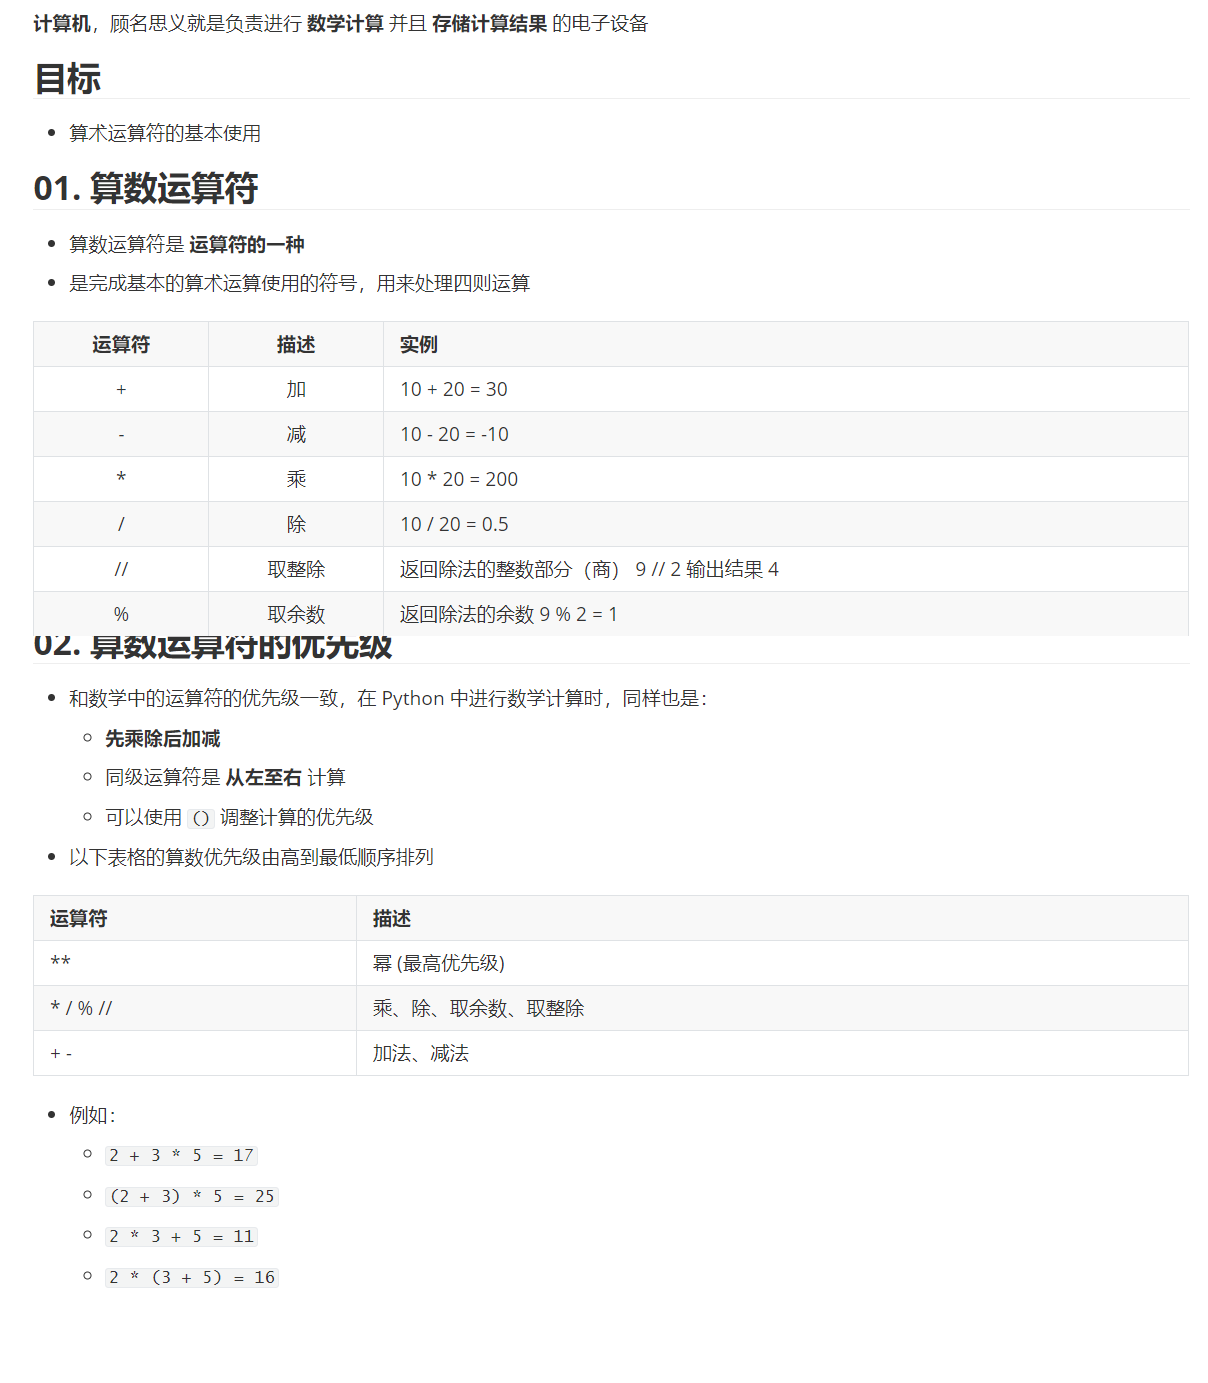 计算机，顾名思义就是负责进行 数学计算 并且 存储计算结果 的电子设备
目标
算术运算符的基本使用
01. 算数运算符
算数运算符是 运算符的一种
是完成基本的算术运算使用的符号，用来处理四则运算
运算符 描述 实例
+ 加 10 + 20 = 30
- 减 10 - 20 = -10
* 乘 10 * 20 = 200
/ 除 10 / 20 = 0.5
// 取整除 返回除法的整数部分（商） 9 // 2 输出结果 4
% 取余数 返回除法的余数 9 % 2 = 1
02. 算数运算符的优先级
和数学中的运算符的优先级一致，在 Python 中进行数学计算时，同样也是：
先乘除后加减
同级运算符是 从左至右 计算
可以使用 () 调整计算的优先级
以下表格的算数优先级由高到最低顺序排列
运算符 描述
** 幂 (最高优先级)
* / % // 乘、除、取余数、取整除
+ - 加法、减法
例如：
2 + 3 * 5 = 17
(2 + 3) * 5 = 25
2 * 3 + 5 = 11
2 * (3 + 5) = 16